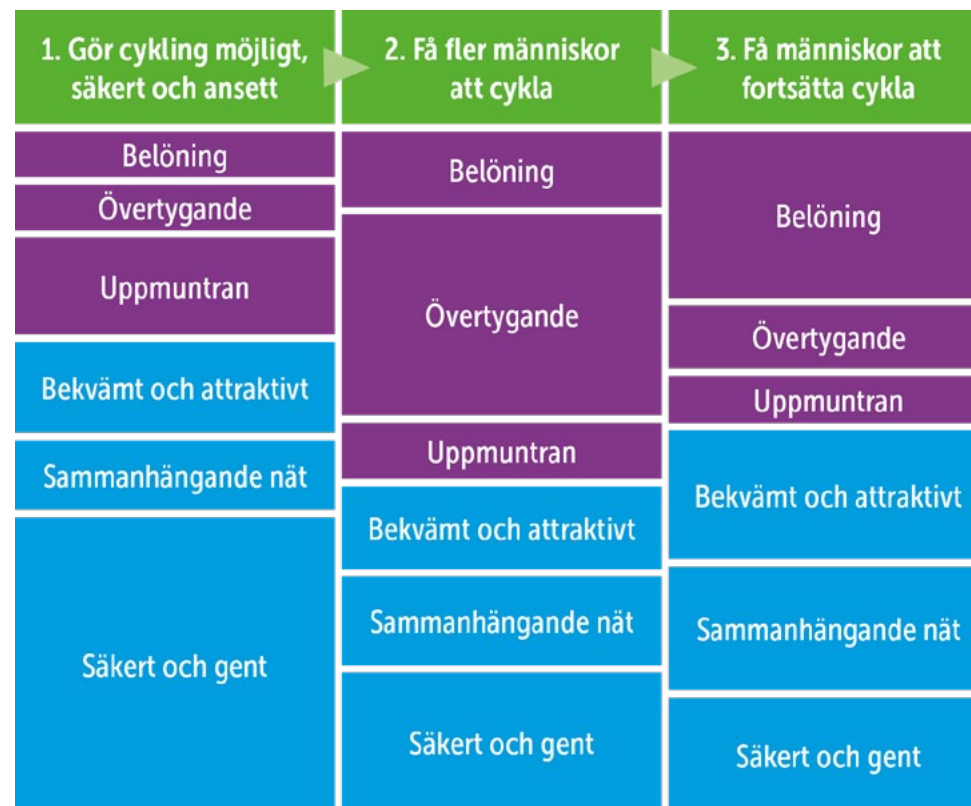 1. Gör cykling möjligt,
säkert och ansett
2. Få fler människor
att cykla
3. Få människor att
fortsätta cykla
Belöning
Övertygande
Uppmuntran
Bekvämt och attraktivt
Sammanhängande nät
Säkert och gent
Belöning
Övertygande
Uppmuntran
Bekvämt och attraktivt
Sammanhängande nät
Säkert och gent
Belöning
Övertygande
Uppmuntran
Bekvämt och attraktivt
Sammanhängande nät
Säkert och gent